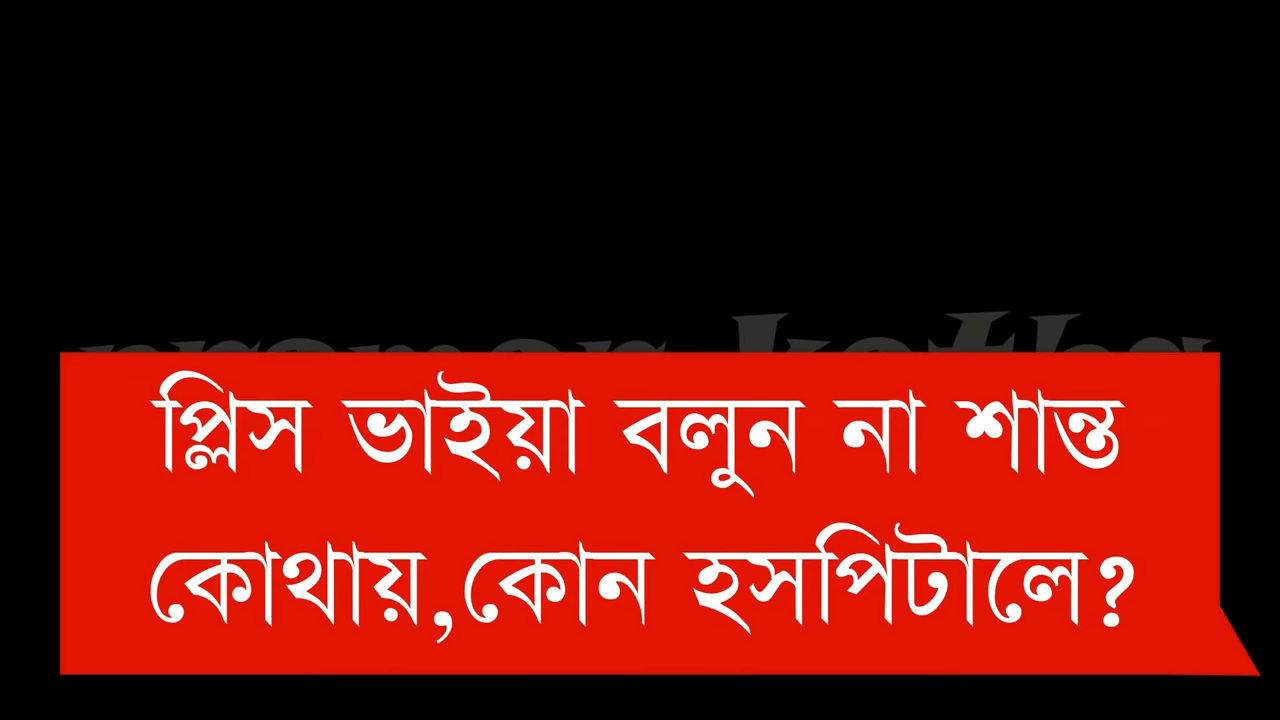 প্লিস ভাইয়া বলুন না শান্ত
কোথায়,কোন হসপিটালে?